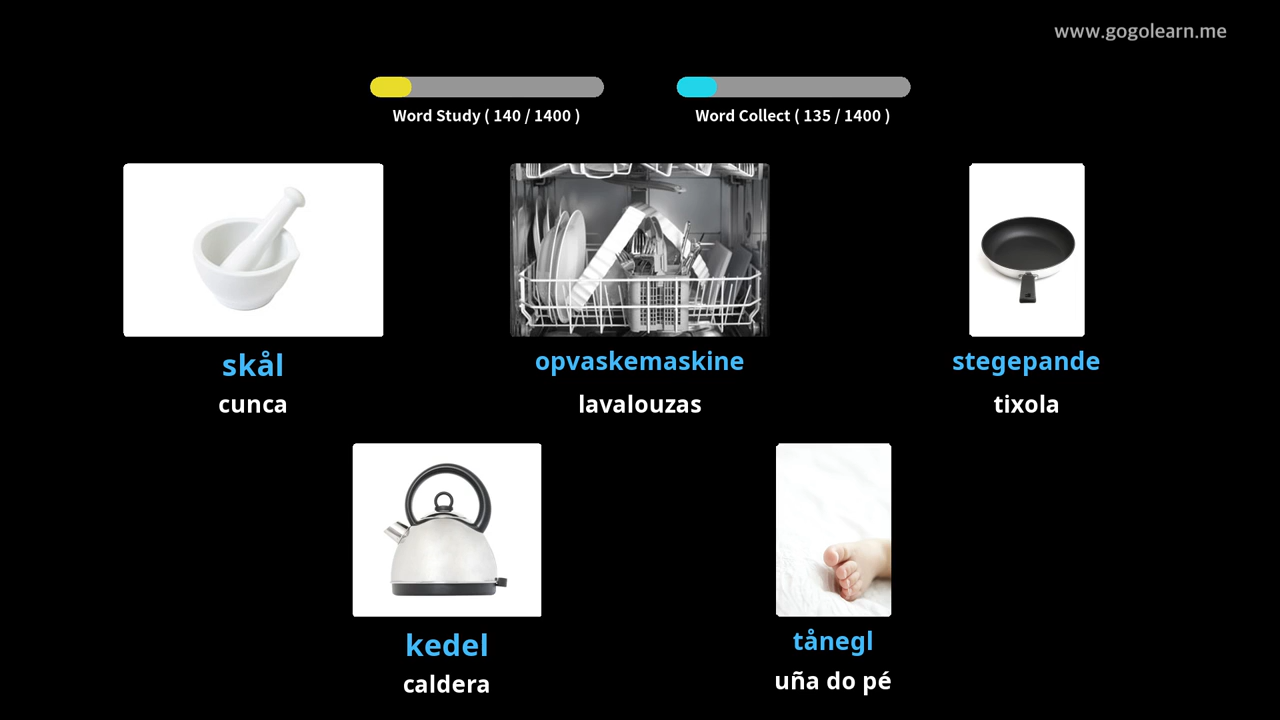 www.gogolearn.me
Word Study ( 140 / 1400 )
Word Collect ( 135 / 1400 )
skål
cunca
opvaskemaskine
lavalouzas
stegepande
tixola
kedel
caldera
tånegl
uña do pé